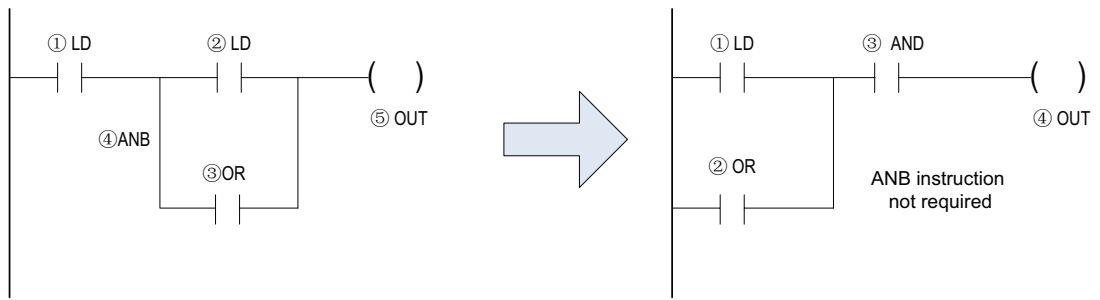 ① LD
② LD
⑤ OUT
④ANB
③OR
① LD
③ AND
④ OUT
② OR
ANB instruction
not required